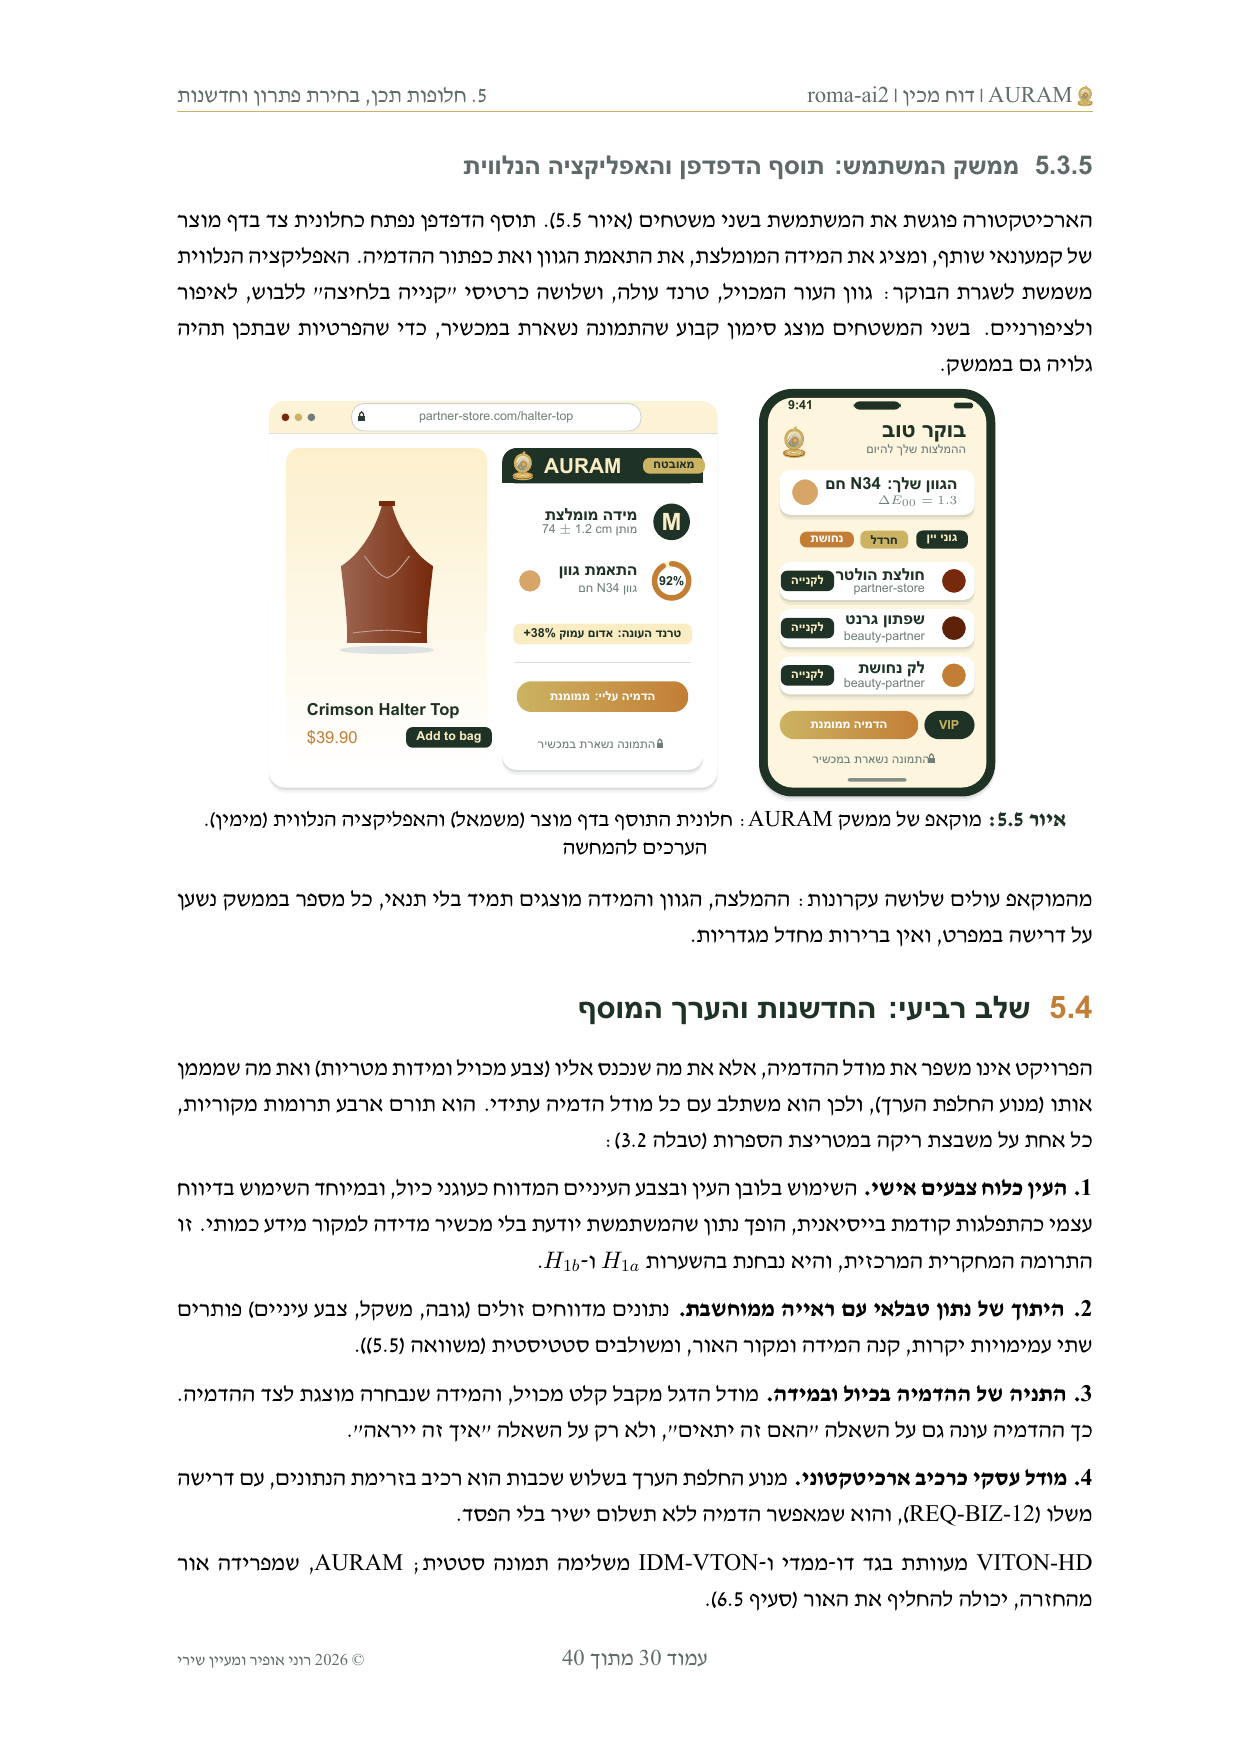 AURAM | דוח מכין | roma-ai2
5. חלופות תכן, בחירת פתרון וחדשנות
5.3.5 ממשק המשתמש: תוסף הדפדפן והאפליקציה הנלווית
הארכיטקטורה פוגשת את המשתמשת בשני משטחים (איור 5.5). תוסף הדפדפן נפתח כחלונית צד בדף מוצר
של קמעונאי שותף, ומציג את המידה המומלצת, את התאמת הגוון ואת כפתור ההדמיה. האפליקציה הנלווית
משמשת לשגרת הבוקר: גוון העור המכויל, טרנד עולה, ושלושה כרטיסי ״קנייה בלחיצה״ ללבוש, לאיפור
ולציפורניים. בשני המשטחים מוצג סימון קבוע שהתמונה נשארת במכשיר, כדי שהפרטיות שבתכן תהיה
גלויה גם בממשק.
9:41
בוקר טוב
ההמלצות שלך להיום
הגוון שלך: N34 חם
ΔE₀₀ = 1.3
גוני יין
חרדל
נחושת
חולצת הולטר
partner-store
לקנייה
שפתון גרנט
beauty-partner
לקנייה
לק נחושת
beauty-partner
לקנייה
VIP
הדמיה ממומנת
התמונה נשארת במכשיר
partner-store.com/halter-top
AURAM
מאובטח
M
מידה מומלצת
מותן 74 ± 1.2 cm
92%
התאמת גוון
גוון N34 חם
טרנד העונה: אדום עמוק +38%
הדמיה עליי: ממומנת
התמונה נשארת במכשיר
Crimson Halter Top
$39.90
Add to bag
איור 5.5: מוקאפ של ממשק AURAM: חלונית התוסף בדף מוצר (משמאל) והאפליקציה הנלווית (מימין).
הערכים להמחשה
מהמוקאפ עולים שלושה עקרונות: ההמלצה, הגוון והמידה מוצגים תמיד בלי תנאי, כל מספר בממשק נשען
על דרישה במפרט, ואין ברירות מחדל מגדריות.
5.4 שלב רביעי: החדשנות והערך המוסף
הפרויקט אינו משפר את מודל ההדמיה, אלא את מה שנכנס אליו (צבע מכויל ומידות מטריות) ואת מה שמממן
אותו (מנוע החלפת הערך), ולכן הוא משתלב עם כל מודל הדמיה עתידי. הוא תורם ארבע תרומות מקוריות,
כל אחת על משבצת ריקה במטריצת הספרות (טבלה 3.2):
1. העין כלוח צבעים אישי. השימוש בלובן העין ובצבע העיניים המדווח כעוגני כיול, ובמיוחד השימוש בדיווח
עצמי כהתפלגות קודמת בייסיאנית, הופך נתון שהמשתמשת יודעת בלי מכשיר מדידה למקור מידע כמותי. זו
התרומה המחקרית המרכזית, והיא נבחנת בהשערות H₁ₐ ו-H₁b.
2. היתוך של נתון טבלאי עם ראייה ממוחשבת. נתונים מדווחים זולים (גובה, משקל, צבע עיניים) פותרים
שתי עמימויות יקרות, קנה המידה ומקור האור, ומשולבים סטטיסטית (משוואה (5.5)).
3. התניה של ההדמיה בכיול ובמידה. מודל הדגל מקבל קלט מכויל, והמידה שנבחרה מוצגת לצד ההדמיה.
כך ההדמיה עונה גם על השאלה ״האם זה יתאים״, ולא רק על השאלה ״איך זה ייראה״.
4. מודל עסקי כרכיב ארכיטקטוני. מנוע החלפת הערך בשלוש שכבות הוא רכיב בזרימת הנתונים, עם דרישה
משלו (REQ-BIZ-12), והוא שמאפשר הדמיה ללא תשלום ישיר בלי הפסד.
VITON-HD מעוותת בגד דו-ממדי ו-IDM-VTON משלימה תמונה סטטית; AURAM, שמפרידה אור
מהחזרה, יכולה להחליף את האור (סעיף 6.5).
עמוד 30 מתוך 40
© 2026 רוני אופיר ומעיין שירי